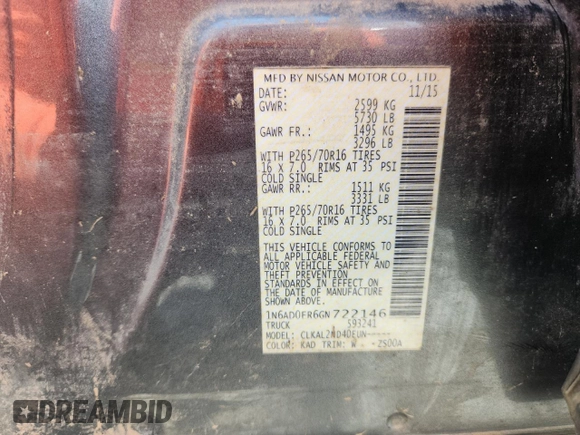 MFD BY NISSAN MOTOR CO., LTD.
DATE: 11/15
GVWR: 2599 KG
5730 LB
GAWR FR.: 1495 KG
3296 LB
WITH P265/70R16 TIRES
16 X 7.0 RIMS AT 35 PSI
COLD SINGLE
GAWR RR.: 1511 KG
3331 LB
WITH P265/70R16 TIRES
16 X 7.0 RIMS AT 35 PSI
COLD SINGLE
THIS VEHICLE CONFORMS TO
ALL APPLICABLE FEDERAL
MOTOR VEHICLE SAFETY AND
THEFT PREVENTION
STANDARDS IN EFFECT ON
THE DATE OF MANUFACTURE
SHOWN ABOVE.
1N6AD0FR6GN722146
TRUCK 593241
MODEL: CLKAL2ND40EUN-----
COLOR: KAD TRIM: W - -2S00A
DREAMBID